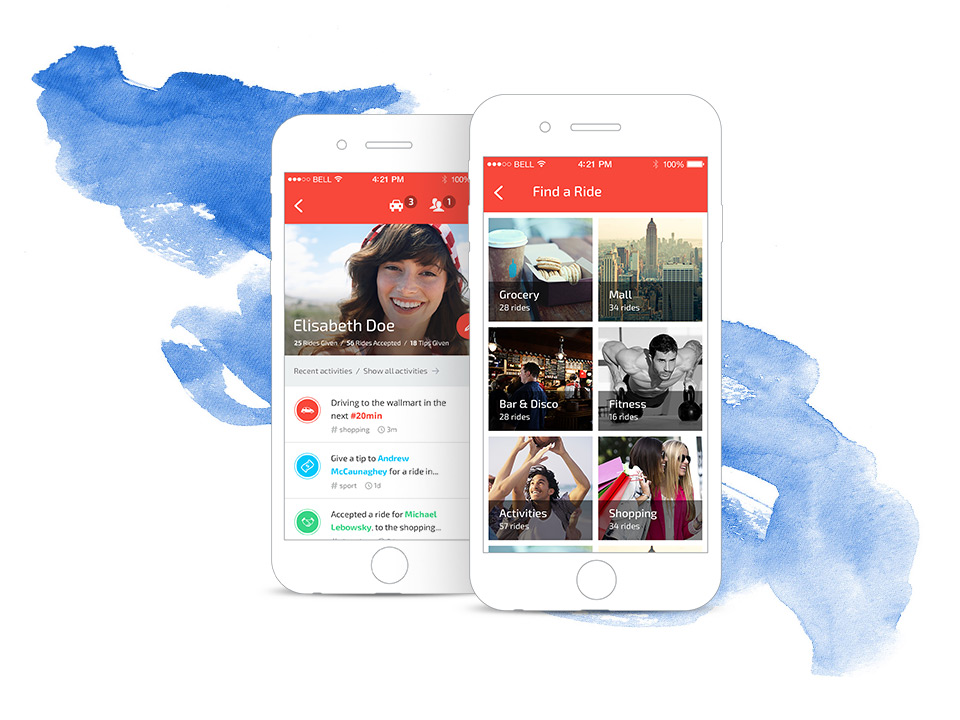 BELL 4:21 PM 100%
3 1
Elisabeth Doe
25 Rides Given / 56 Rides Accepted / 18 Tips Given
Recent activities / Show all activities →
Driving to the wallmart in the
next #20min
# shopping 3m
Give a tip to Andrew
McCaunaghey for a ride in...
# sport 1d
Accepted a ride for Michael
Lebowsky, to the shopping...
BELL 4:21 PM 100%
Find a Ride
Grocery
28 rides
Mall
34 rides
Bar & Disco
28 rides
Fitness
16 rides
Activities
57 rides
Shopping
34 rides